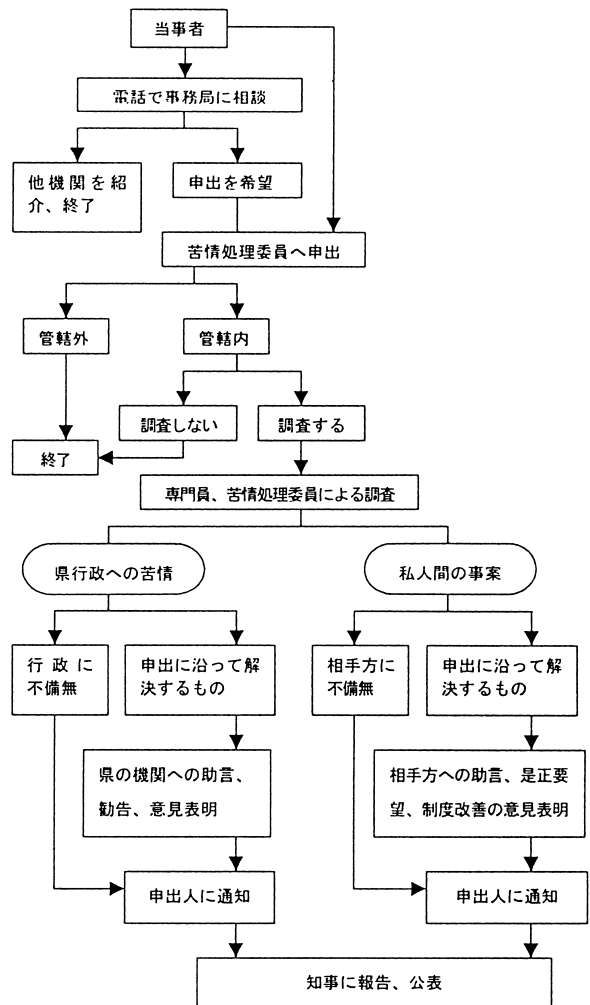 当事者
電話で事務局に相談
他機関を紹
介、終了
申出を希望
苦情処理委員へ申出
管轄外
管轄内
調査しない
調査する
終了
専門員、苦情処理委員による調査
県行政への苦情
私人間の事案
行政に
不備無
申出に沿って解
決するもの
相手方に
不備無
申出に沿って解
決するもの
県の機関への助言、
勧告、意見表明
相手方への助言、是正要
望、制度改善の意見表明
申出人に通知
申出人に通知
知事に報告、公表